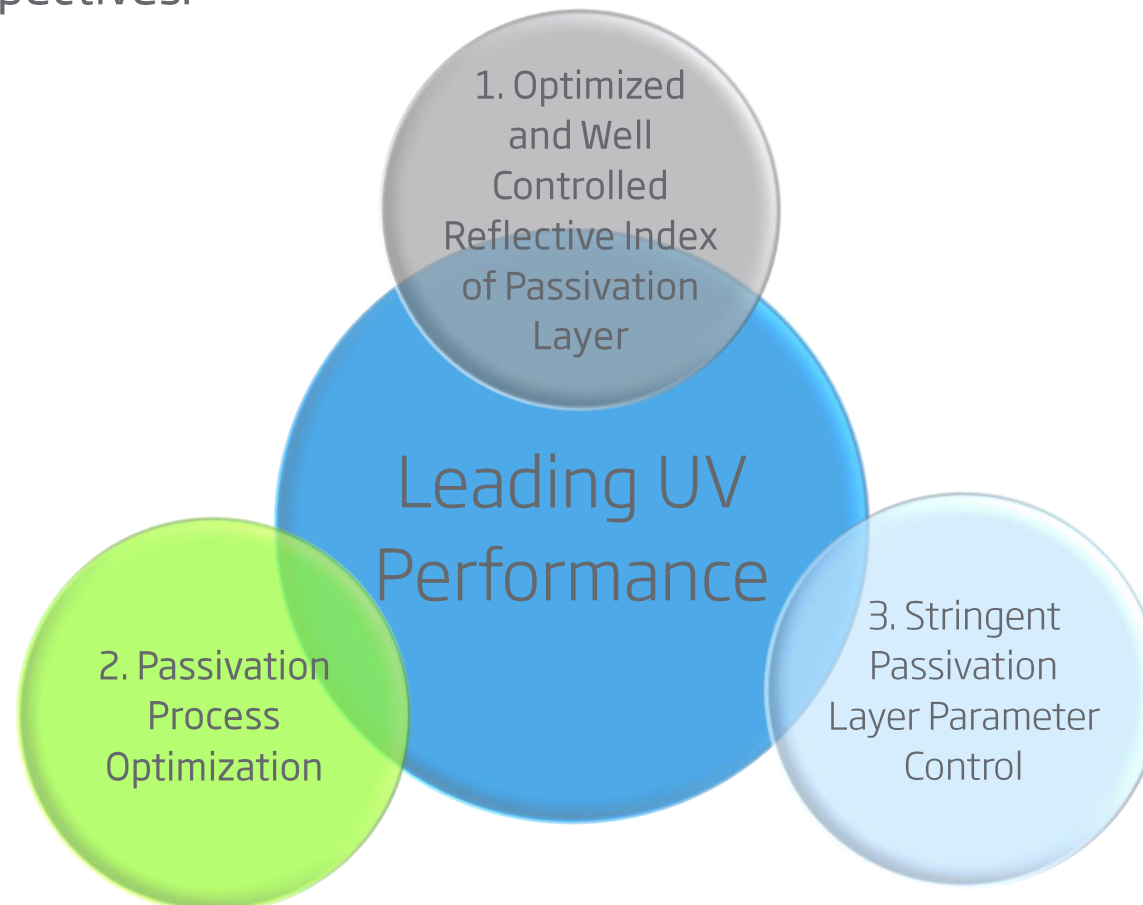 1. Optimized
and Well
Controlled
Reflective Index
of Passivation
Layer
Leading UV
Performance
2. Passivation
Process
Optimization
3. Stringent
Passivation
Layer Parameter
Control